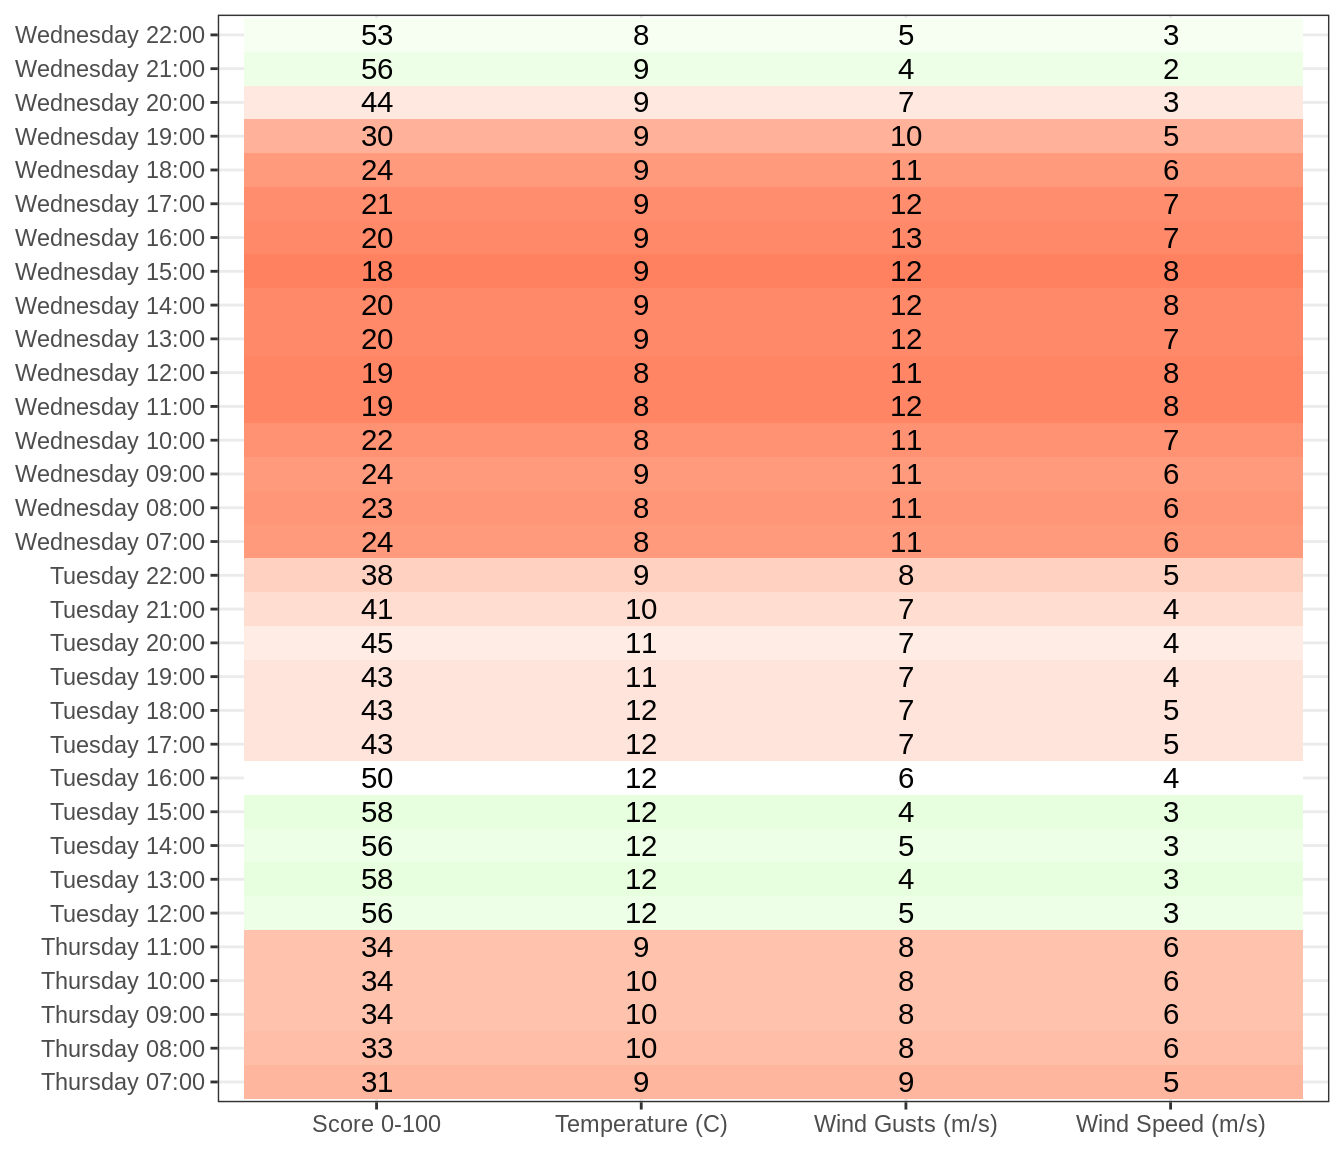 Wednesday 22:00 53 8 5 3
Wednesday 21:00 56 9 4 2
Wednesday 20:00 44 9 7 3
Wednesday 19:00 30 9 10 5
Wednesday 18:00 24 9 11 6
Wednesday 17:00 21 9 12 7
Wednesday 16:00 20 9 13 7
Wednesday 15:00 18 9 12 8
Wednesday 14:00 20 9 12 8
Wednesday 13:00 20 9 12 7
Wednesday 12:00 19 8 11 8
Wednesday 11:00 19 8 12 8
Wednesday 10:00 22 8 11 7
Wednesday 09:00 24 9 11 6
Wednesday 08:00 23 8 11 6
Wednesday 07:00 24 8 11 6
Tuesday 22:00 38 9 8 5
Tuesday 21:00 41 10 7 4
Tuesday 20:00 45 11 7 4
Tuesday 19:00 43 11 7 4
Tuesday 18:00 43 12 7 5
Tuesday 17:00 43 12 7 5
Tuesday 16:00 50 12 6 4
Tuesday 15:00 58 12 4 3
Tuesday 14:00 56 12 5 3
Tuesday 13:00 58 12 4 3
Tuesday 12:00 56 12 5 3
Thursday 11:00 34 9 8 6
Thursday 10:00 34 10 8 6
Thursday 09:00 34 10 8 6
Thursday 08:00 33 10 8 6
Thursday 07:00 31 9 9 5
Score 0-100 Temperature (C) Wind Gusts (m/s) Wind Speed (m/s)